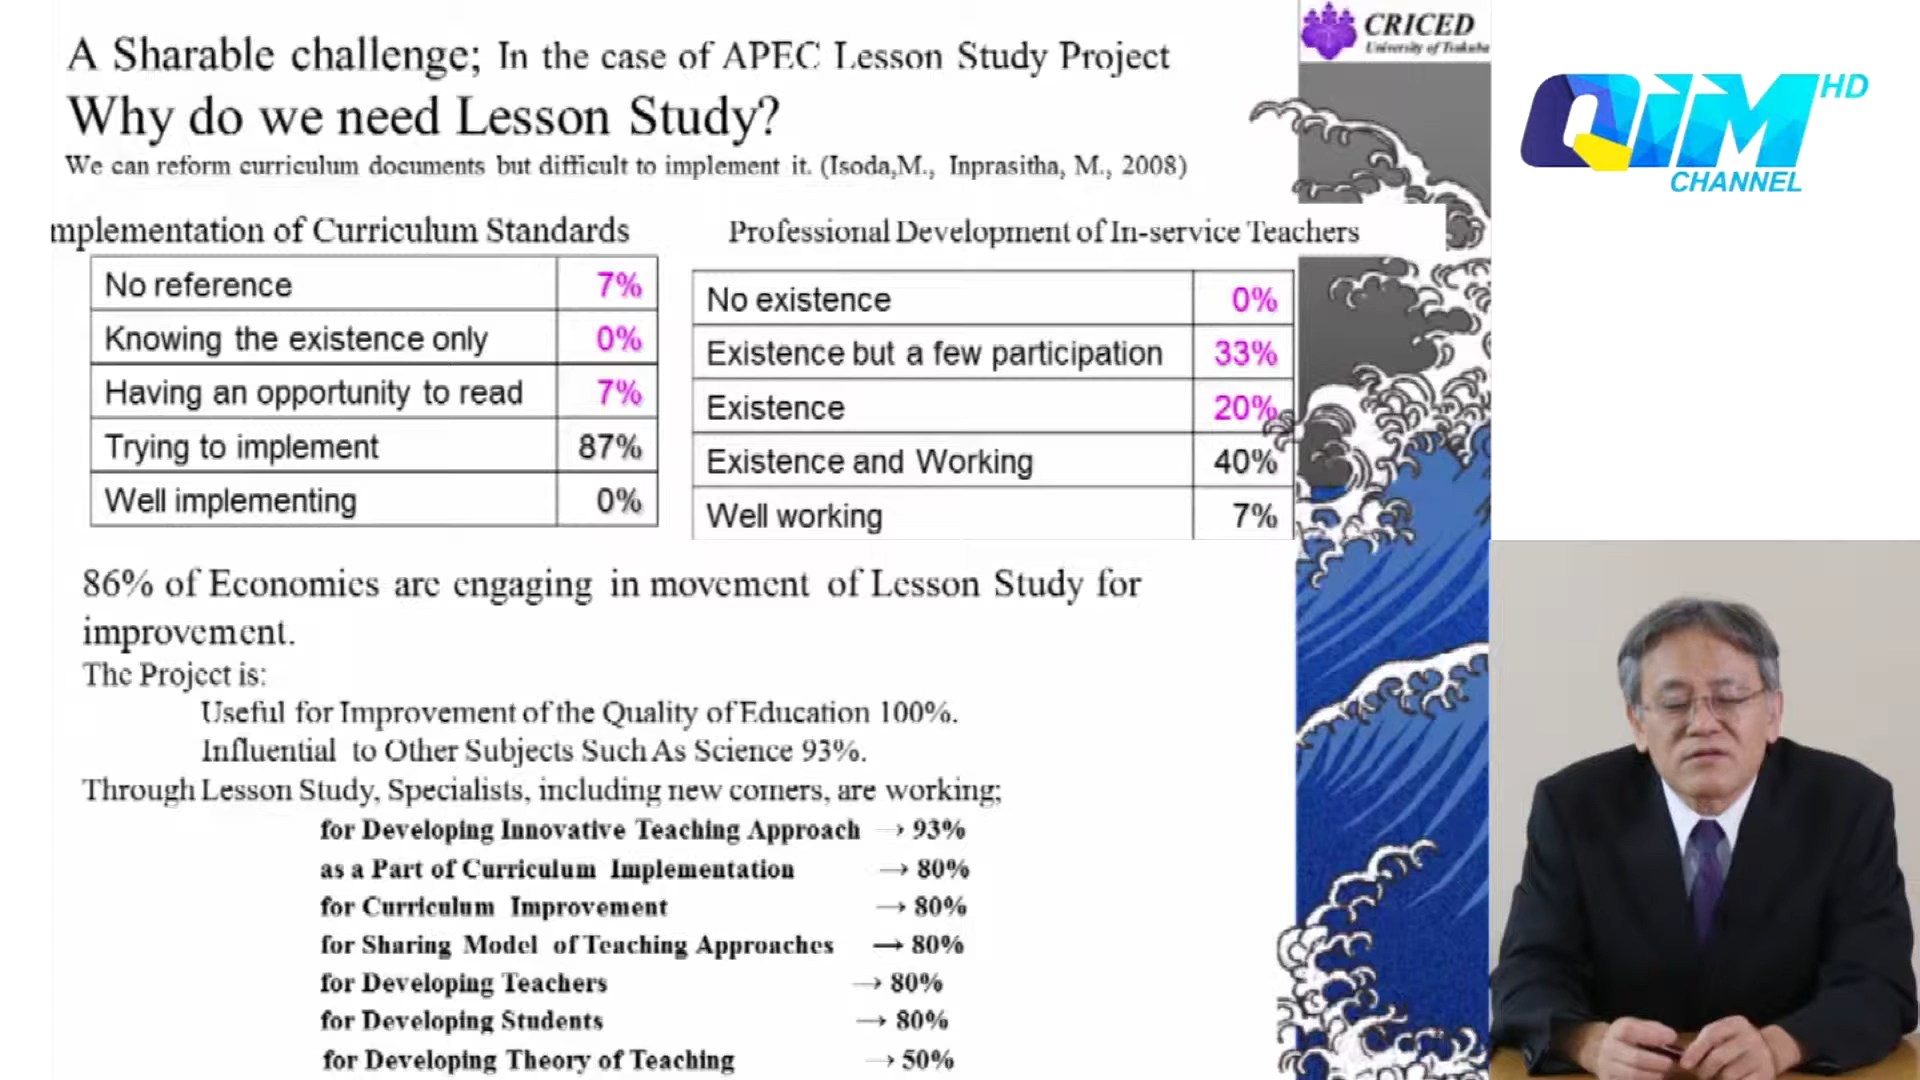 A Sharable challenge; In the case of APEC Lesson Study Project
Why do we need Lesson Study?
We can reform curriculum documents but difficult to implement it. (Isoda,M., Inprasitha, M., 2008)
CRICED
University of Tsukuba
QIM HD
CHANNEL
mplementation of Curriculum Standards
No reference 7%
Knowing the existence only 0%
Having an opportunity to read 7%
Trying to implement 87%
Well implementing 0%
Professional Development of In-service Teachers
No existence 0%
Existence but a few participation 33%
Existence 20%
Existence and Working 40%
Well working 7%
86% of Economies are engaging in movement of Lesson Study for
improvement.
The Project is:
Useful for Improvement of the Quality of Education 100%.
Influential to Other Subjects Such As Science 93%.
Through Lesson Study, Specialists, including new comers, are working;
for Developing Innovative Teaching Approach → 93%
as a Part of Curriculum Implementation → 80%
for Curriculum Improvement → 80%
for Sharing Model of Teaching Approaches → 80%
for Developing Teachers → 80%
for Developing Students → 80%
for Developing Theory of Teaching → 50%